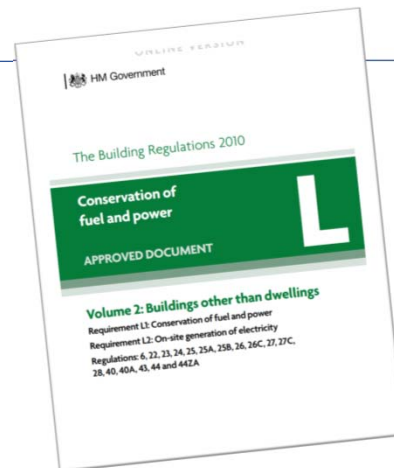 ONLINE VERSION
HM Government
The Building Regulations 2010
Conservation of
fuel and power
L
APPROVED DOCUMENT
Volume 2: Buildings other than dwellings
Requirement L1: Conservation of fuel and power
Requirement L2: On-site generation of electricity
Regulations: 6, 22, 23, 24, 25, 25A, 25B, 26, 26C, 27, 27C,
28, 40, 40A, 43, 44 and 44ZA